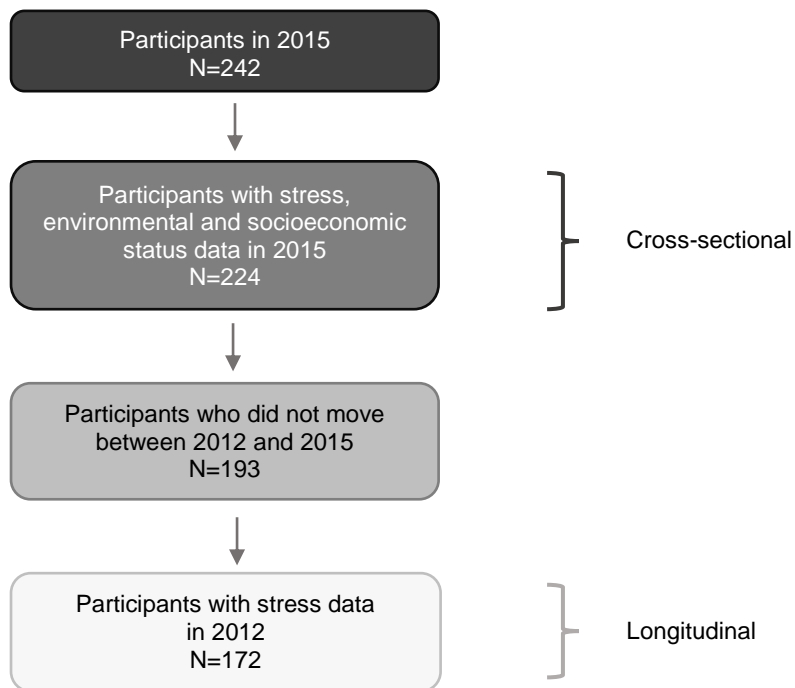 Participants in 2015
N=242
Participants with stress,
environmental and socioeconomic
status data in 2015
N=224
Cross-sectional
Participants who did not move
between 2012 and 2015
N=193
Participants with stress data
in 2012
N=172
Longitudinal